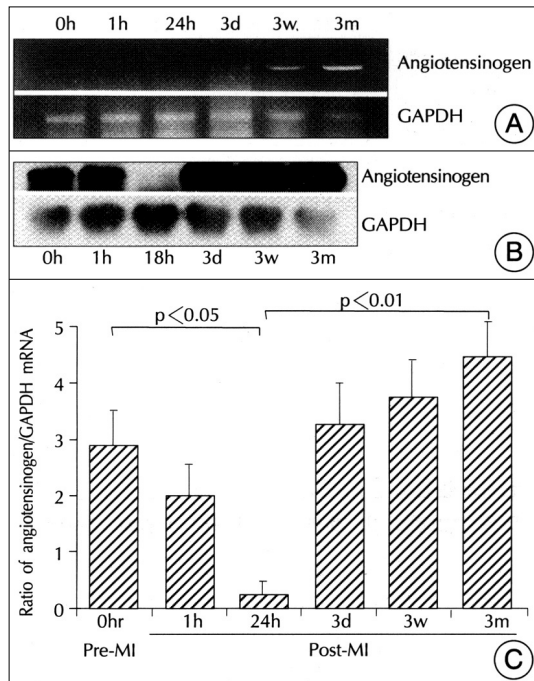 0h 1h 24h 3d 3w. 3m
Angiotensinogen
GAPDH
A
Angiotensinogen
GAPDH
B
0h 1h 18h 3d 3w 3m
p<0.05
p<0.01
Ratio of angiotensinogen/GAPDH mRNA
5
4
3
2
1
0
0hr 1h 24h 3d 3w 3m
Pre-MI Post-MI
C